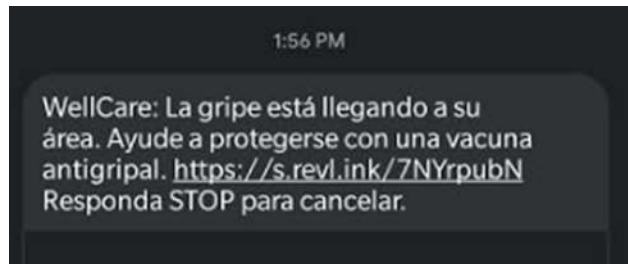 1:56 PM
WellCare: La gripe está llegando a su
área. Ayude a protegerse con una vacuna
antigripal. https://s.revl.ink/7NYrpubN
Responda STOP para cancelar.